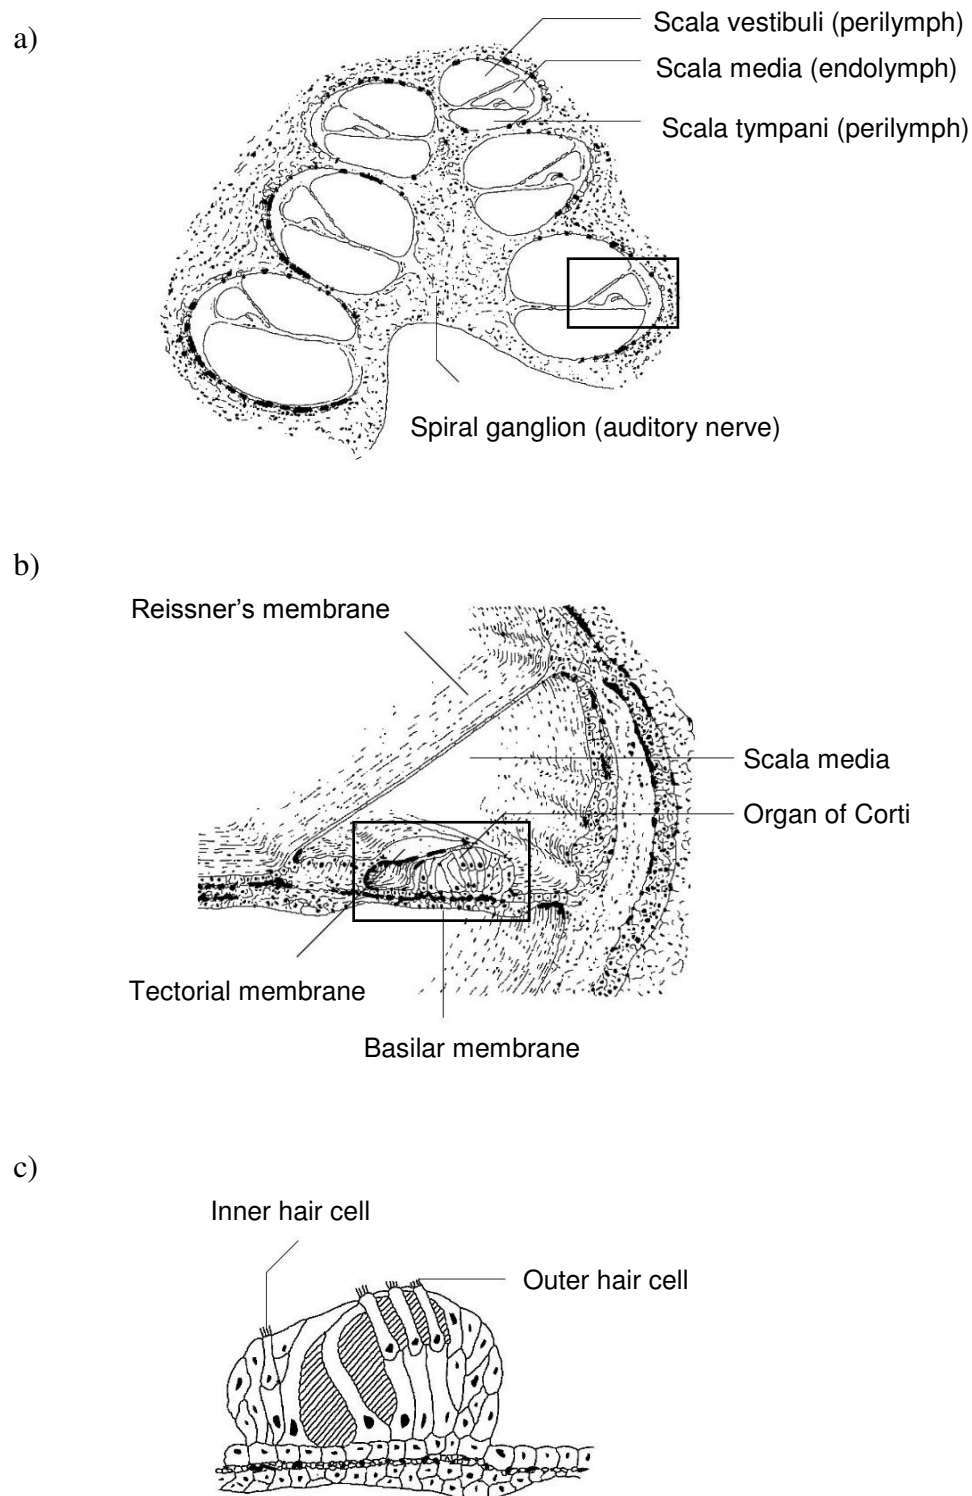 a)
Scala vestibuli (perilymph)
Scala media (endolymph)
Scala tympani (perilymph)
Spiral ganglion (auditory nerve)
b)
Reissner’s membrane
Scala media
Organ of Corti
Tectorial membrane
Basilar membrane
c)
Inner hair cell
Outer hair cell